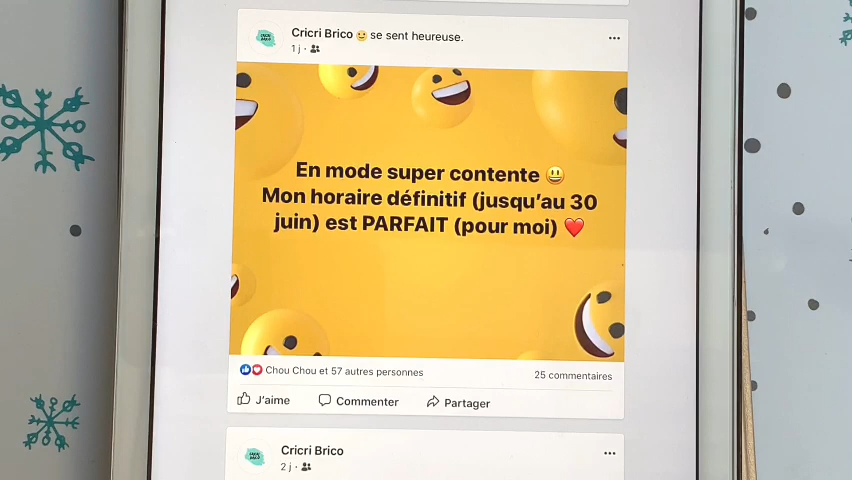 Cricri Brico 🙂 se sent heureuse.
1 j ·
En mode super contente 😃
Mon horaire définitif (jusqu'au 30
juin) est PARFAIT (pour moi) ❤️
Chou Chou et 57 autres personnes
25 commentaires
J'aime
Commenter
Partager
Cricri Brico
2 j ·